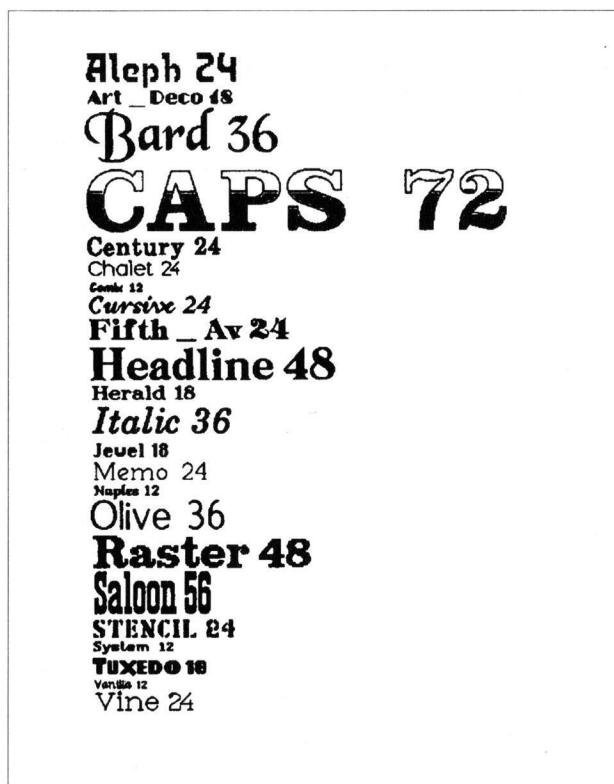 Aleph 24
Art _ Deco 18
Bard 36
CAPS 72
Century 24
Chalet 24
Comix 12
Cursive 24
Fifth _ Av 24
Headline 48
Herald 18
Italic 36
Jewel 18
Memo 24
Naples 12
Olive 36
Raster 48
Saloon 56
STENCIL 24
System 12
TUXEDO 18
Vanilla 12
Vine 24